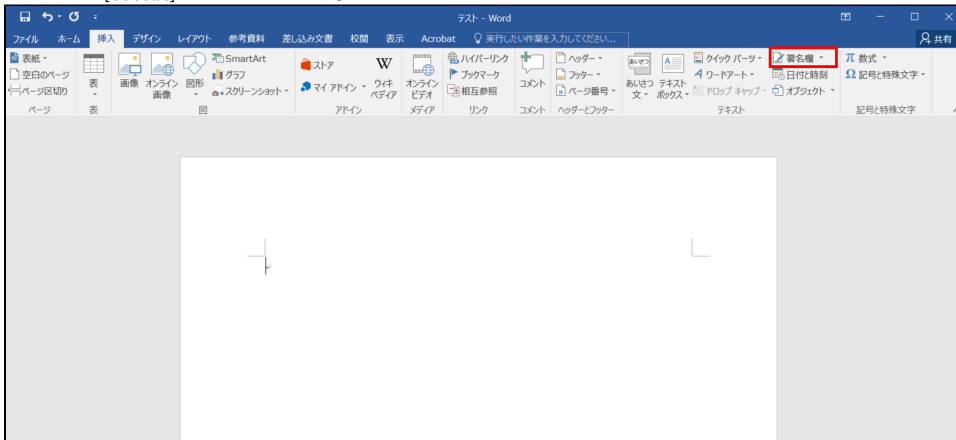 テスト - Word
ファイル ホーム 挿入 デザイン レイアウト 参考資料 差し込み文書 校閲 表示 Acrobat 実行したい作業を入力してください... 共有
表紙
空白のページ
ページ区切り
ページ
表
表
画像
オンライン
画像
図形
SmartArt
グラフ
スクリーンショット
図
ストア
マイ アドイン
W
ウィキ
ペディア
アドイン
オンライン
ビデオ
メディア
ハイパーリンク
ブックマーク
相互参照
リンク
コメント
コメント
ヘッダー
フッター
# ページ番号
ヘッダーとフッター
あいさつ
あいさつ
文
A
テキスト
ボックス
クイック パーツ
A ワードアート
ドロップ キャップ
署名欄
日付と時刻
オブジェクト
テキスト
π 数式
Ω 記号と特殊文字
記号と特殊文字